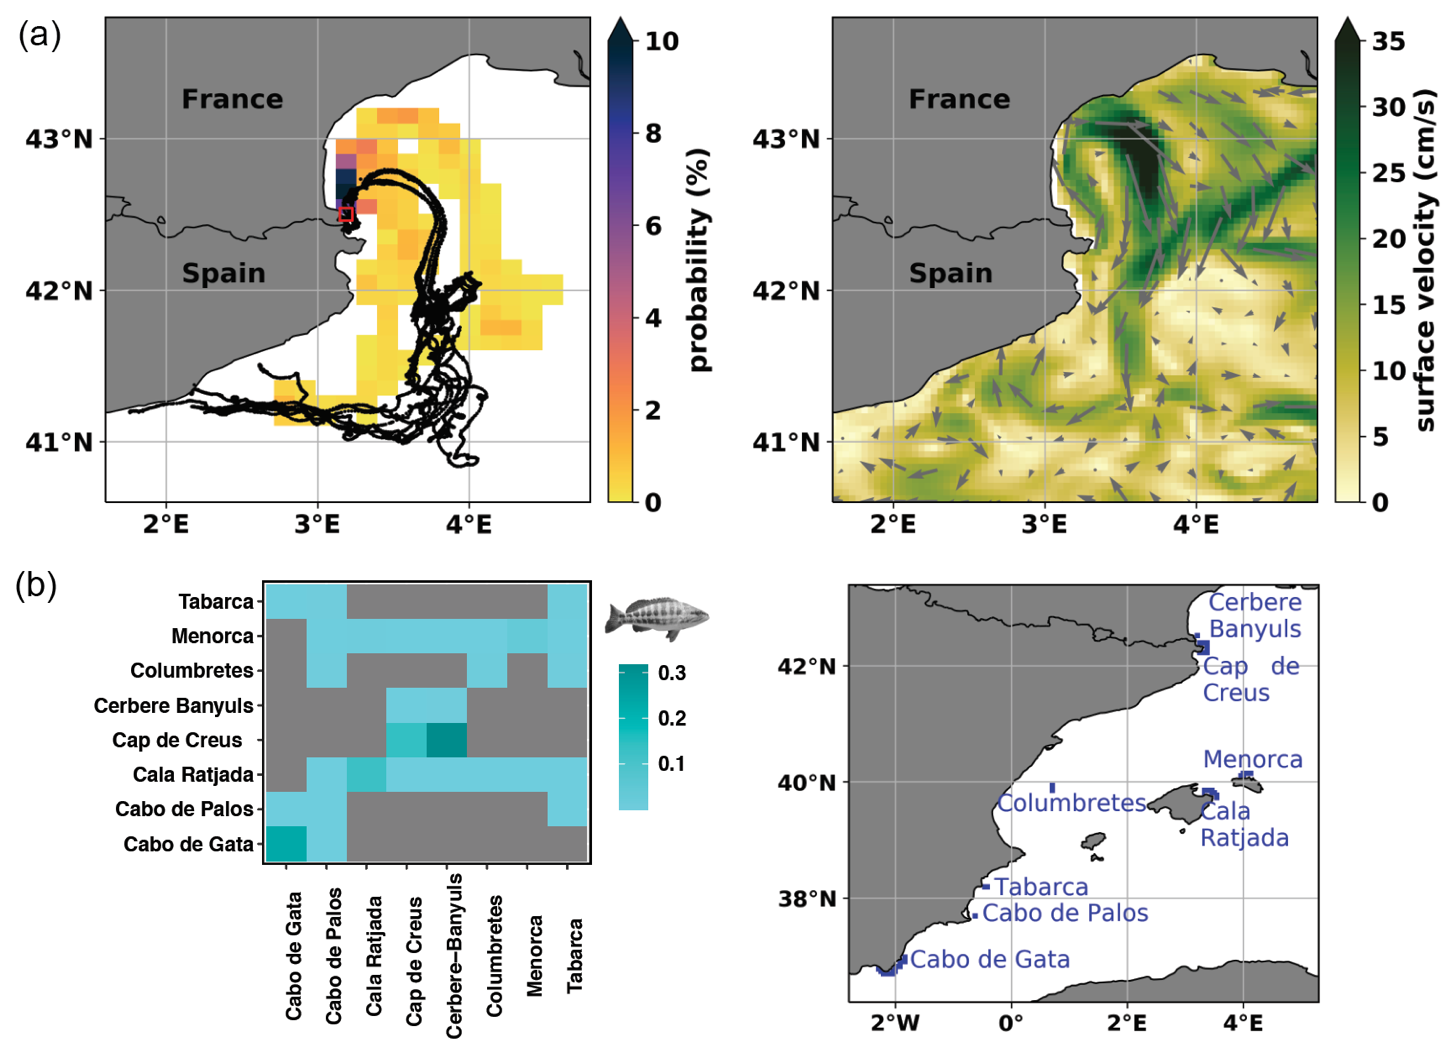 (a)
France
Spain
43°N
42°N
41°N
2°E
3°E
4°E
10
8
6
4
2
0
probability (%)
France
Spain
43°N
42°N
41°N
2°E
3°E
4°E
35
30
25
20
15
10
5
0
surface velocity (cm/s)
(b)
Tabarca
Menorca
Columbretes
Cerbere Banyuls
Cap de Creus
Cala Ratjada
Cabo de Palos
Cabo de Gata
Cabo de Gata
Cabo de Palos
Cala Ratjada
Cap de Creus
Cerbere–Banyuls
Columbretes
Menorca
Tabarca
0.3
0.2
0.1
Cerbere
Banyuls
Cap de
Creus
Menorca
Columbretes
Cala
Ratjada
Tabarca
Cabo de Palos
Cabo de Gata
42°N
40°N
38°N
2°W
0°
2°E
4°E